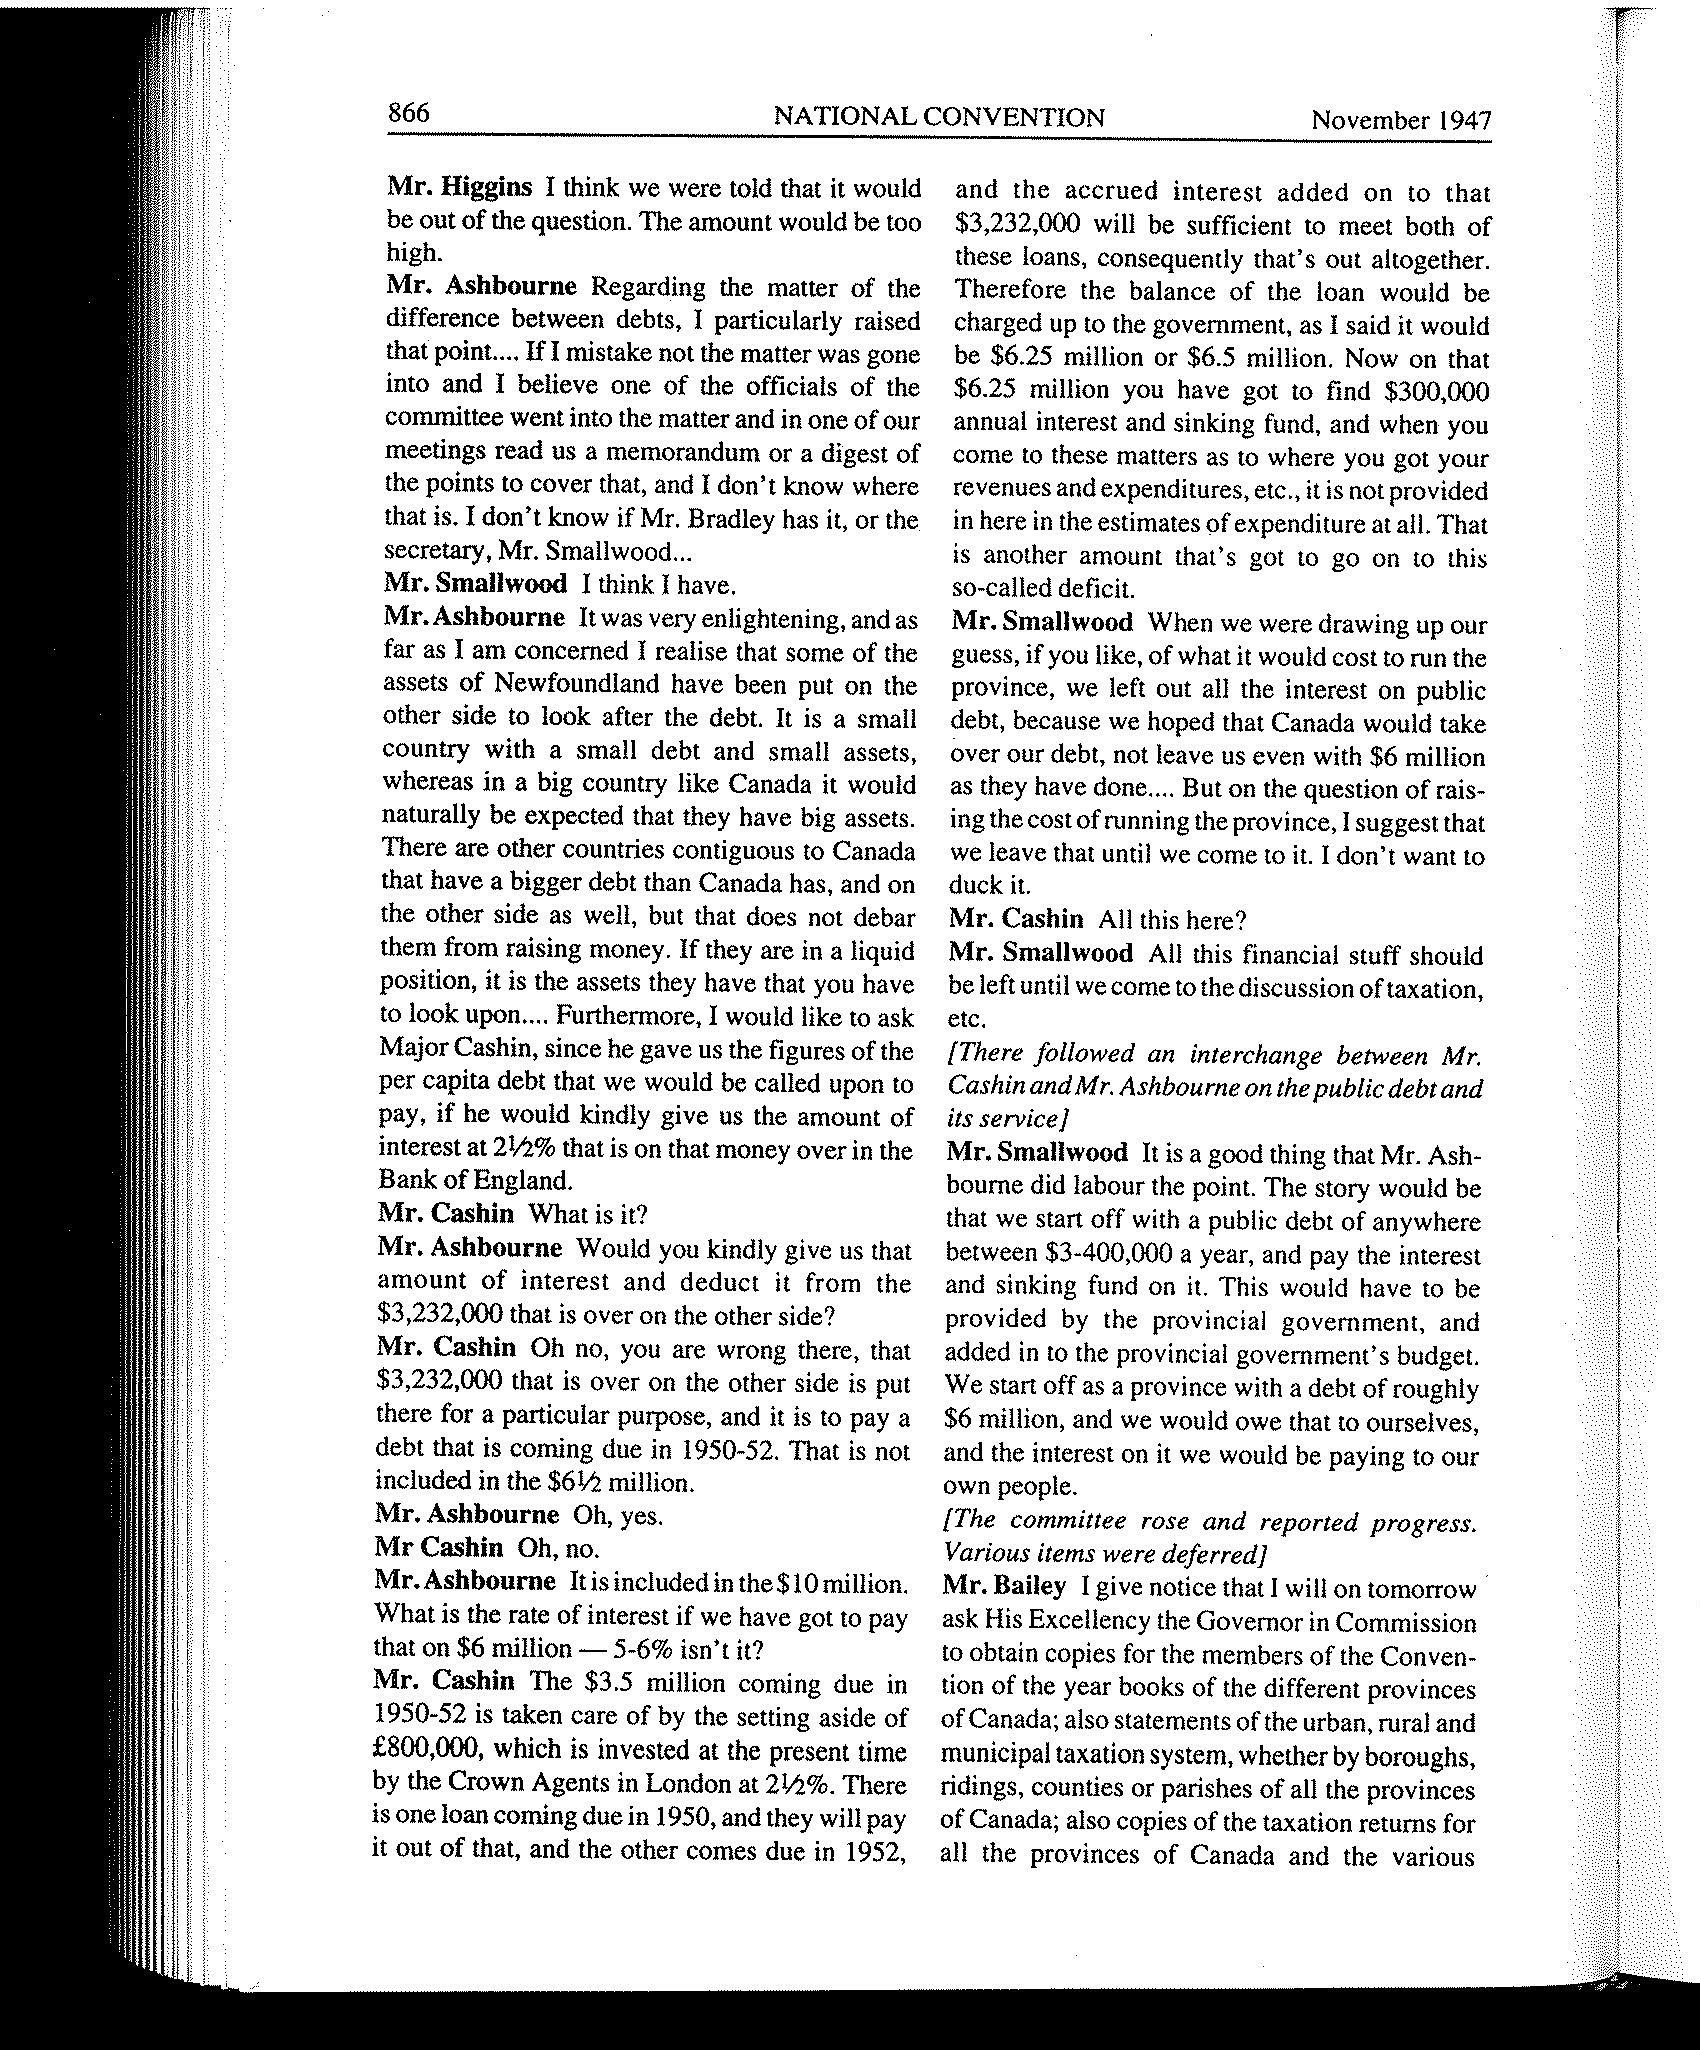 866
NATIONAL CONVENTION
November 1947
Mr. Higgins I think we were told that it would
be out of the question. The amount would be too
high.
Mr. Ashbourne Regarding the matter of the
difference between debts, I particularly raised
that point.... If I mistake not the matter was gone
into and I believe one of the officials of the
committee went into the matter and in one of our
meetings read us a memorandum or a digest of
the points to cover that, and I don't know where
that is. I don't know if Mr. Bradley has it, or the
secretary, Mr. Smallwood...
Mr. Smallwood I think I have.
Mr. Ashbourne It was very enlightening, and as
far as I am concerned I realise that some of the
assets of Newfoundland have been put on the
other side to look after the debt. It is a small
country with a small debt and small assets,
whereas in a big country like Canada it would
naturally be expected that they have big assets.
There are other countries contiguous to Canada
that have a bigger debt than Canada has, and on
the other side as well, but that does not debar
them from raising money. If they are in a liquid
position, it is the assets they have that you have
to look upon.... Furthermore, I would like to ask
Major Cashin, since he gave us the figures of the
per capita debt that we would be called upon to
pay, if he would kindly give us the amount of
interest at 2½% that is on that money over in the
Bank of England.
Mr. Cashin What is it?
Mr. Ashbourne Would you kindly give us that
amount of interest and deduct it from the
$3,232,000 that is over on the other side?
Mr. Cashin Oh no, you are wrong there, that
$3,232,000 that is over on the other side is put
there for a particular purpose, and it is to pay a
debt that is coming due in 1950-52. That is not
included in the $6½ million.
Mr. Ashbourne Oh, yes.
Mr Cashin Oh, no.
Mr. Ashbourne It is included in the $10 million.
What is the rate of interest if we have got to pay
that on $6 million — 5-6% isn't it?
Mr. Cashin The $3.5 million coming due in
1950-52 is taken care of by the setting aside of
£800,000, which is invested at the present time
by the Crown Agents in London at 2½%. There
is one loan coming due in 1950, and they will pay
it out of that, and the other comes due in 1952,
and the accrued interest added on to that
$3,232,000 will be sufficient to meet both of
these loans, consequently that's out altogether.
Therefore the balance of the loan would be
charged up to the government, as I said it would
be $6.25 million or $6.5 million. Now on that
$6.25 million you have got to find $300,000
annual interest and sinking fund, and when you
come to these matters as to where you got your
revenues and expenditures, etc., it is not provided
in here in the estimates of expenditure at all. That
is another amount that's got to go on to this
so-called deficit.
Mr. Smallwood When we were drawing up our
guess, if you like, of what it would cost to run the
province, we left out all the interest on public
debt, because we hoped that Canada would take
over our debt, not leave us even with $6 million
as they have done.... But on the question of rais-
ing the cost of running the province, I suggest that
we leave that until we come to it. I don't want to
duck it.
Mr. Cashin All this here?
Mr. Smallwood All this financial stuff should
be left until we come to the discussion of taxation,
etc.
[There followed an interchange between Mr.
Cashin and Mr. Ashbourne on the public debt and
its service]
Mr. Smallwood It is a good thing that Mr. Ash-
bourne did labour the point. The story would be
that we start off with a public debt of anywhere
between $3-400,000 a year, and pay the interest
and sinking fund on it. This would have to be
provided by the provincial government, and
added in to the provincial government's budget.
We start off as a province with a debt of roughly
$6 million, and we would owe that to ourselves,
and the interest on it we would be paying to our
own people.
[The committee rose and reported progress.
Various items were deferred]
Mr. Bailey I give notice that I will on tomorrow
ask His Excellency the Governor in Commission
to obtain copies for the members of the Conven-
tion of the year books of the different provinces
of Canada; also statements of the urban, rural and
municipal taxation system, whether by boroughs,
ridings, counties or parishes of all the provinces
of Canada; also copies of the taxation returns for
all the provinces of Canada and the various